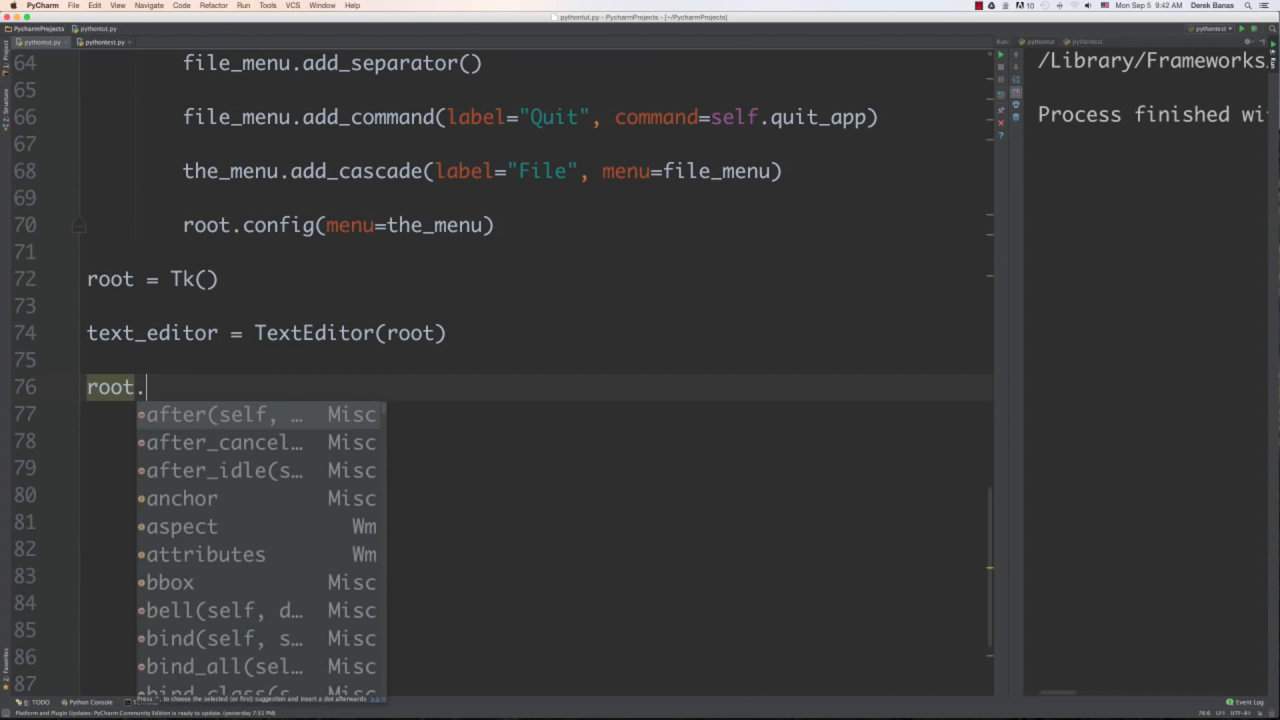 PyCharm File Edit View Navigate Code Refactor Run Tools VCS Window Help
10 Mon Sep 5 9:42 AM Derek Banas
pythontut.py - PycharmProjects - [~/PycharmProjects]
PycharmProjects pythontut.py pythontest
pythontut.py pythontest.py Run: pythontut pythontest
64 file_menu.add_separator()
/Library/Frameworks
65
66 file_menu.add_command(label="Quit", command=self.quit_app)
Process finished wi
67
68 the_menu.add_cascade(label="File", menu=file_menu)
69
70 root.config(menu=the_menu)
71
72 root = Tk()
73
74 text_editor = TextEditor(root)
75
76 root.
77 after(self, … Misc
78 after_cancel… Misc
79 after_idle(s… Misc
80 anchor Misc
81 aspect Wm
82 attributes Wm
83 bbox Misc
84 bell(self, d… Misc
85 bind(self, s… Misc
86 bind_all(sel… Misc
87 bind_class(s… Misc
to choose the selected (or first) suggestion and insert a dot afterwards >>
1: Project
Z: Structure
2: Favorites
Run
6: TODO Python Console Event Log
Platform and Plugin Updates: PyCharm Community Edition is ready to update. (yesterday 7:31 PM) 76:6 UTF-8